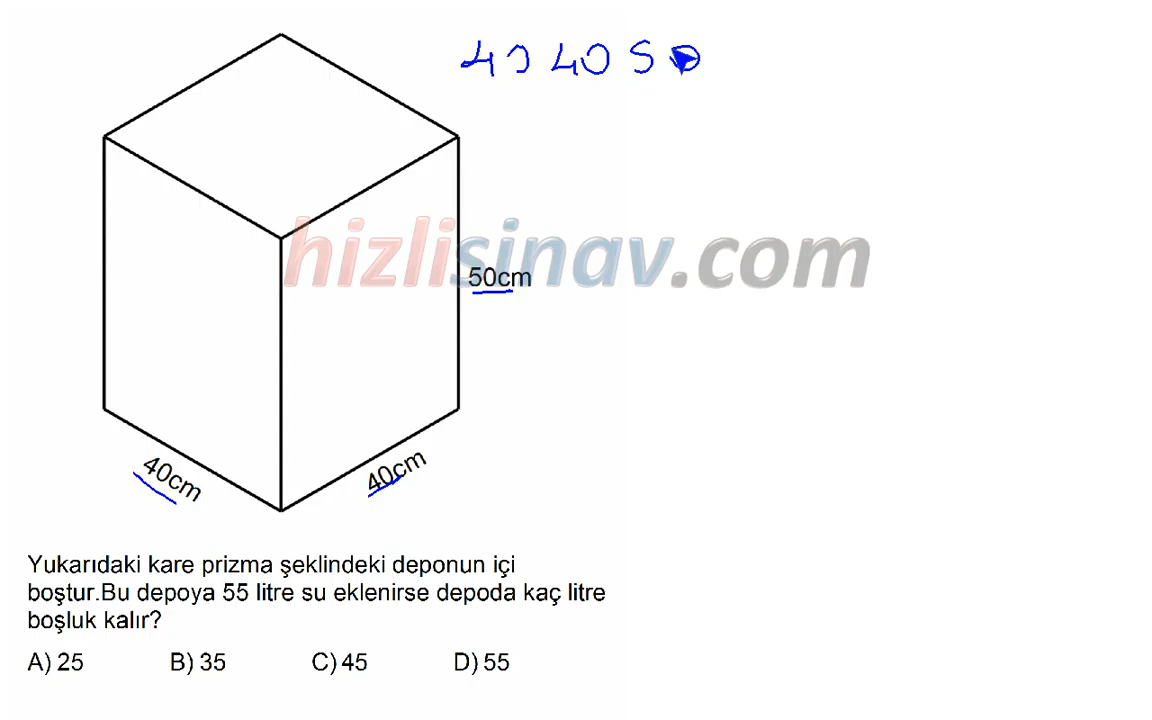 40 40 50
hizlisinav.com
50cm
40cm
40cm
Yukarıdaki kare prizma şeklindeki deponun içi
boştur.Bu depoya 55 litre su eklenirse depoda kaç litre
boşluk kalır?
A) 25 B) 35 C) 45 D) 55